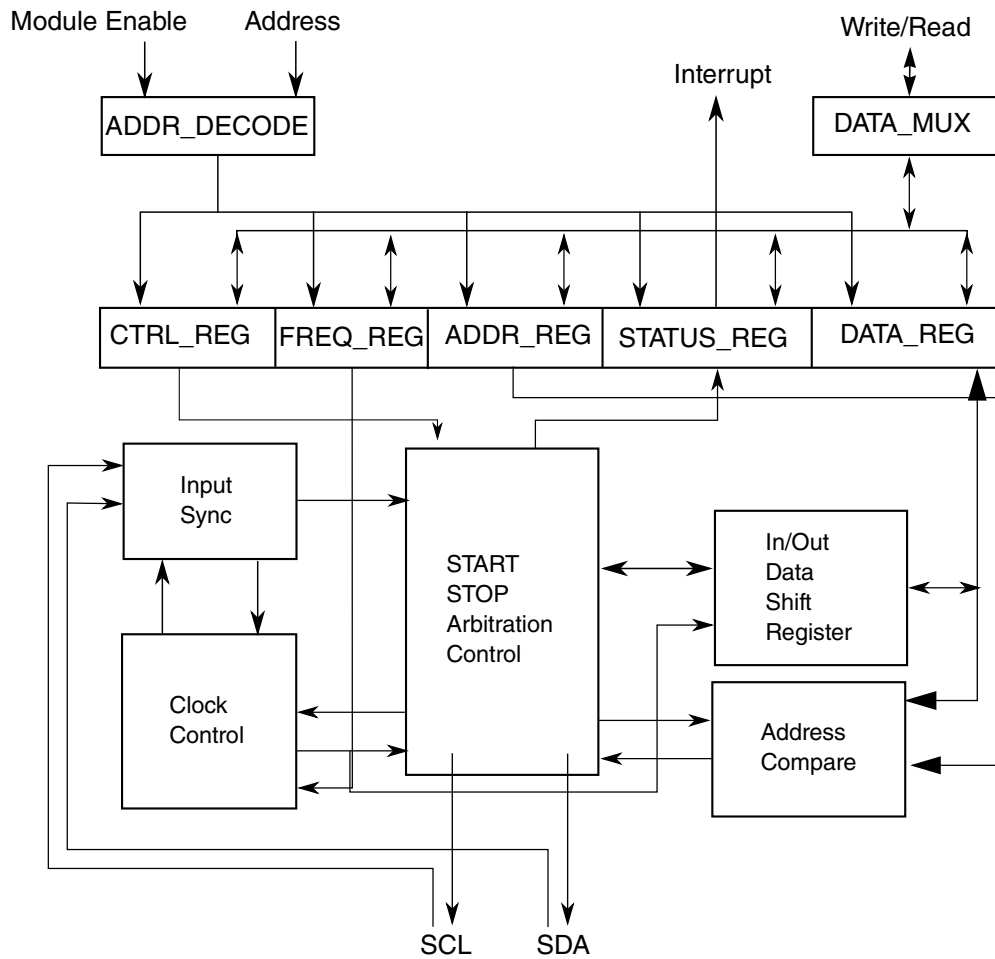 Module Enable
Address
Write/Read
Interrupt
ADDR_DECODE
DATA_MUX
CTRL_REG
FREQ_REG
ADDR_REG
STATUS_REG
DATA_REG
Input
Sync
START
STOP
Arbitration
Control
In/Out
Data
Shift
Register
Clock
Control
Address
Compare
SCL
SDA